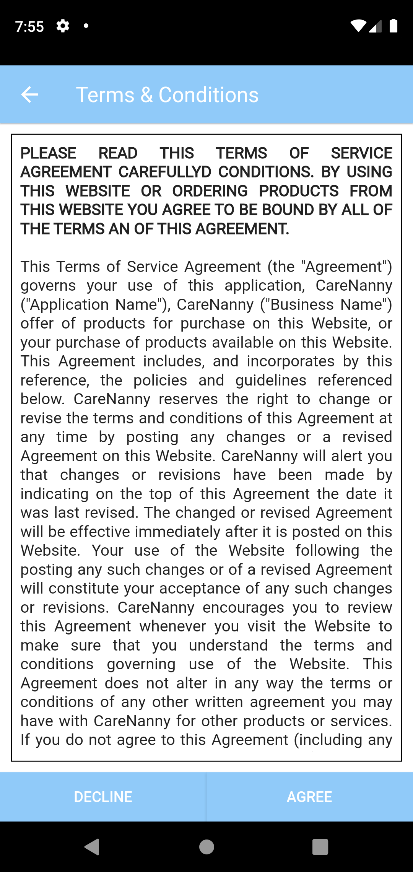 7:55
Terms & Conditions
PLEASE READ THIS TERMS OF SERVICE
AGREEMENT CAREFULLYD CONDITIONS. BY USING
THIS WEBSITE OR ORDERING PRODUCTS FROM
THIS WEBSITE YOU AGREE TO BE BOUND BY ALL OF
THE TERMS AN OF THIS AGREEMENT.
This Terms of Service Agreement (the "Agreement")
governs your use of this application, CareNanny
("Application Name"), CareNanny ("Business Name")
offer of products for purchase on this Website, or
your purchase of products available on this Website.
This Agreement includes, and incorporates by this
reference, the policies and guidelines referenced
below. CareNanny reserves the right to change or
revise the terms and conditions of this Agreement at
any time by posting any changes or a revised
Agreement on this Website. CareNanny will alert you
that changes or revisions have been made by
indicating on the top of this Agreement the date it
was last revised. The changed or revised Agreement
will be effective immediately after it is posted on this
Website. Your use of the Website following the
posting any such changes or of a revised Agreement
will constitute your acceptance of any such changes
or revisions. CareNanny encourages you to review
this Agreement whenever you visit the Website to
make sure that you understand the terms and
conditions governing use of the Website. This
Agreement does not alter in any way the terms or
conditions of any other written agreement you may
have with CareNanny for other products or services.
If you do not agree to this Agreement (including any
DECLINE
AGREE